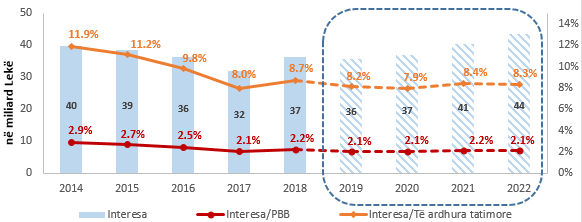 në miliard Lekë
50
40
30
20
10
0
14%
12%
10%
8%
6%
4%
2%
0%
11.9% 11.2% 9.8% 8.0% 8.7% 8.2% 7.9% 8.4% 8.3%
40 39 36 32 37 36 37 41 44
2.9% 2.7% 2.5% 2.1% 2.2% 2.1% 2.1% 2.2% 2.1%
2014 2015 2016 2017 2018 2019 2020 2021 2022
Interesa Interesa/PBB Interesa/Të ardhura tatimore